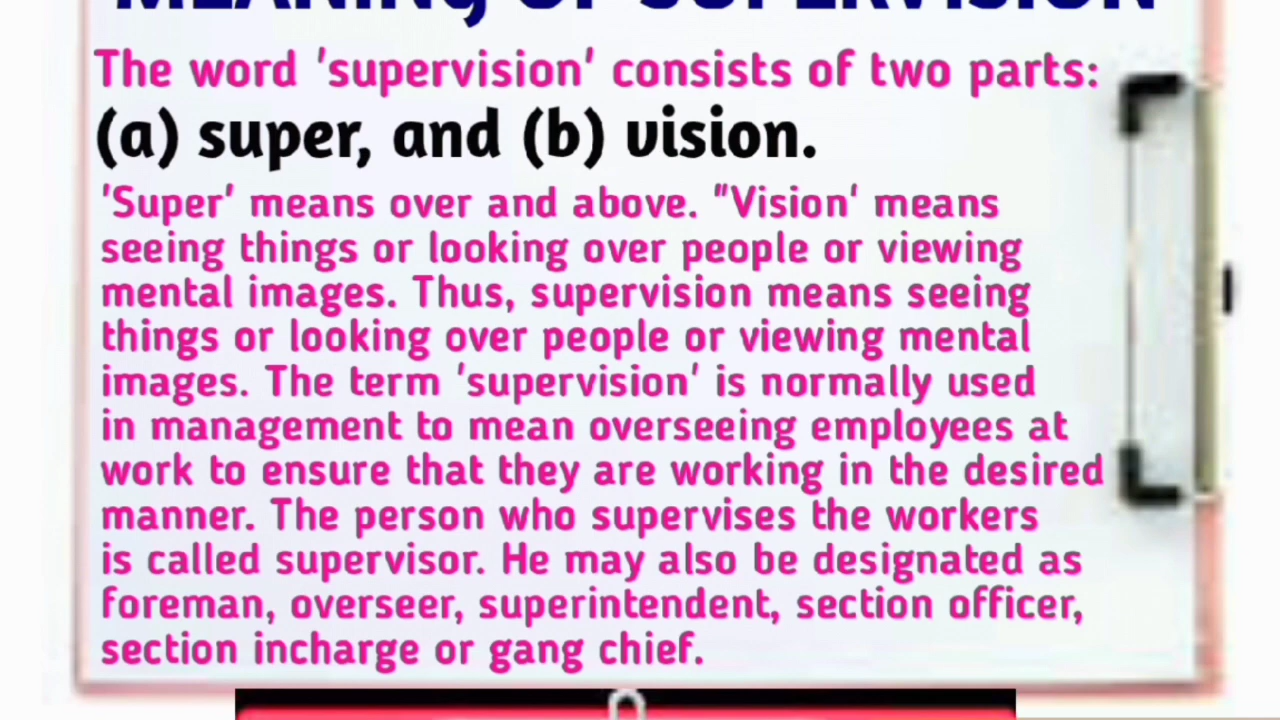 MEANING OF SUPERVISION
The word 'supervision' consists of two parts:
(a) super, and (b) vision.
'Super' means over and above. "Vision' means
seeing things or looking over people or viewing
mental images. Thus, supervision means seeing
things or looking over people or viewing mental
images. The term 'supervision' is normally used
in management to mean overseeing employees at
work to ensure that they are working in the desired
manner. The person who supervises the workers
is called supervisor. He may also be designated as
foreman, overseer, superintendent, section officer,
section incharge or gang chief.